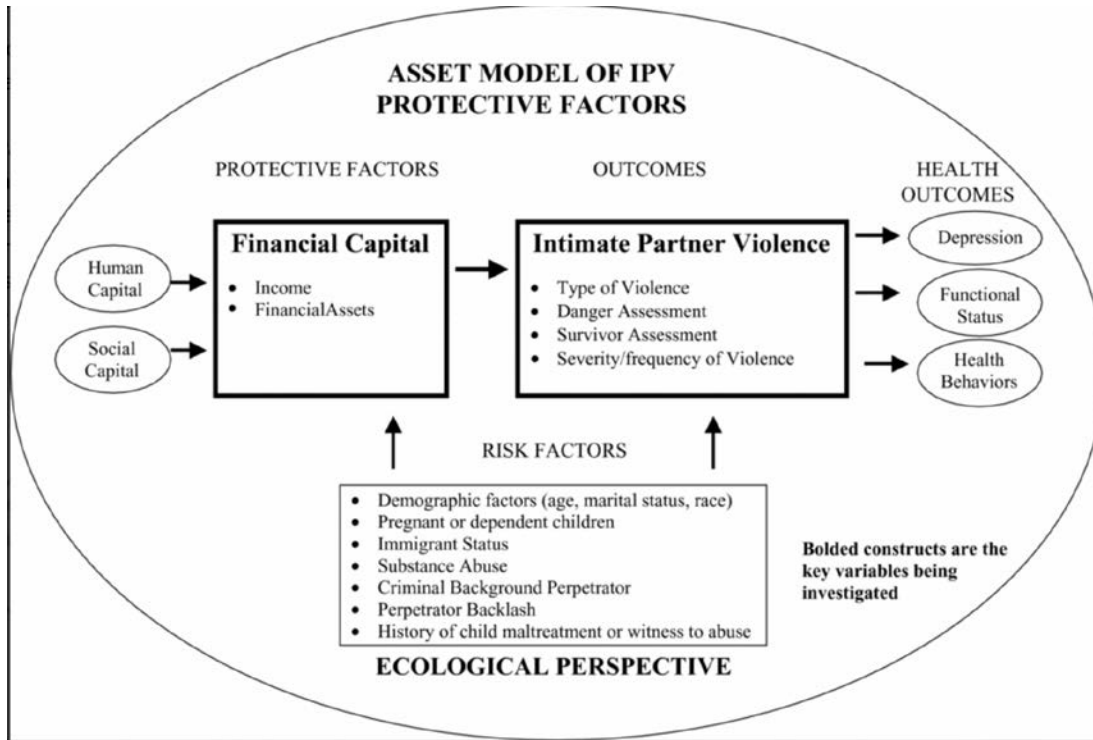 ASSET MODEL OF IPV
PROTECTIVE FACTORS
PROTECTIVE FACTORS
OUTCOMES
HEALTH
OUTCOMES
Human
Capital
Social
Capital
Financial Capital
• Income
• FinancialAssets
Intimate Partner Violence
• Type of Violence
• Danger Assessment
• Survivor Assessment
• Severity/frequency of Violence
Depression
Functional
Status
Health
Behaviors
RISK FACTORS
• Demographic factors (age, marital status, race)
• Pregnant or dependent children
• Immigrant Status
• Substance Abuse
• Criminal Background Perpetrator
• Perpetrator Backlash
• History of child maltreatment or witness to abuse
Bolded constructs are the
key variables being
investigated
ECOLOGICAL PERSPECTIVE